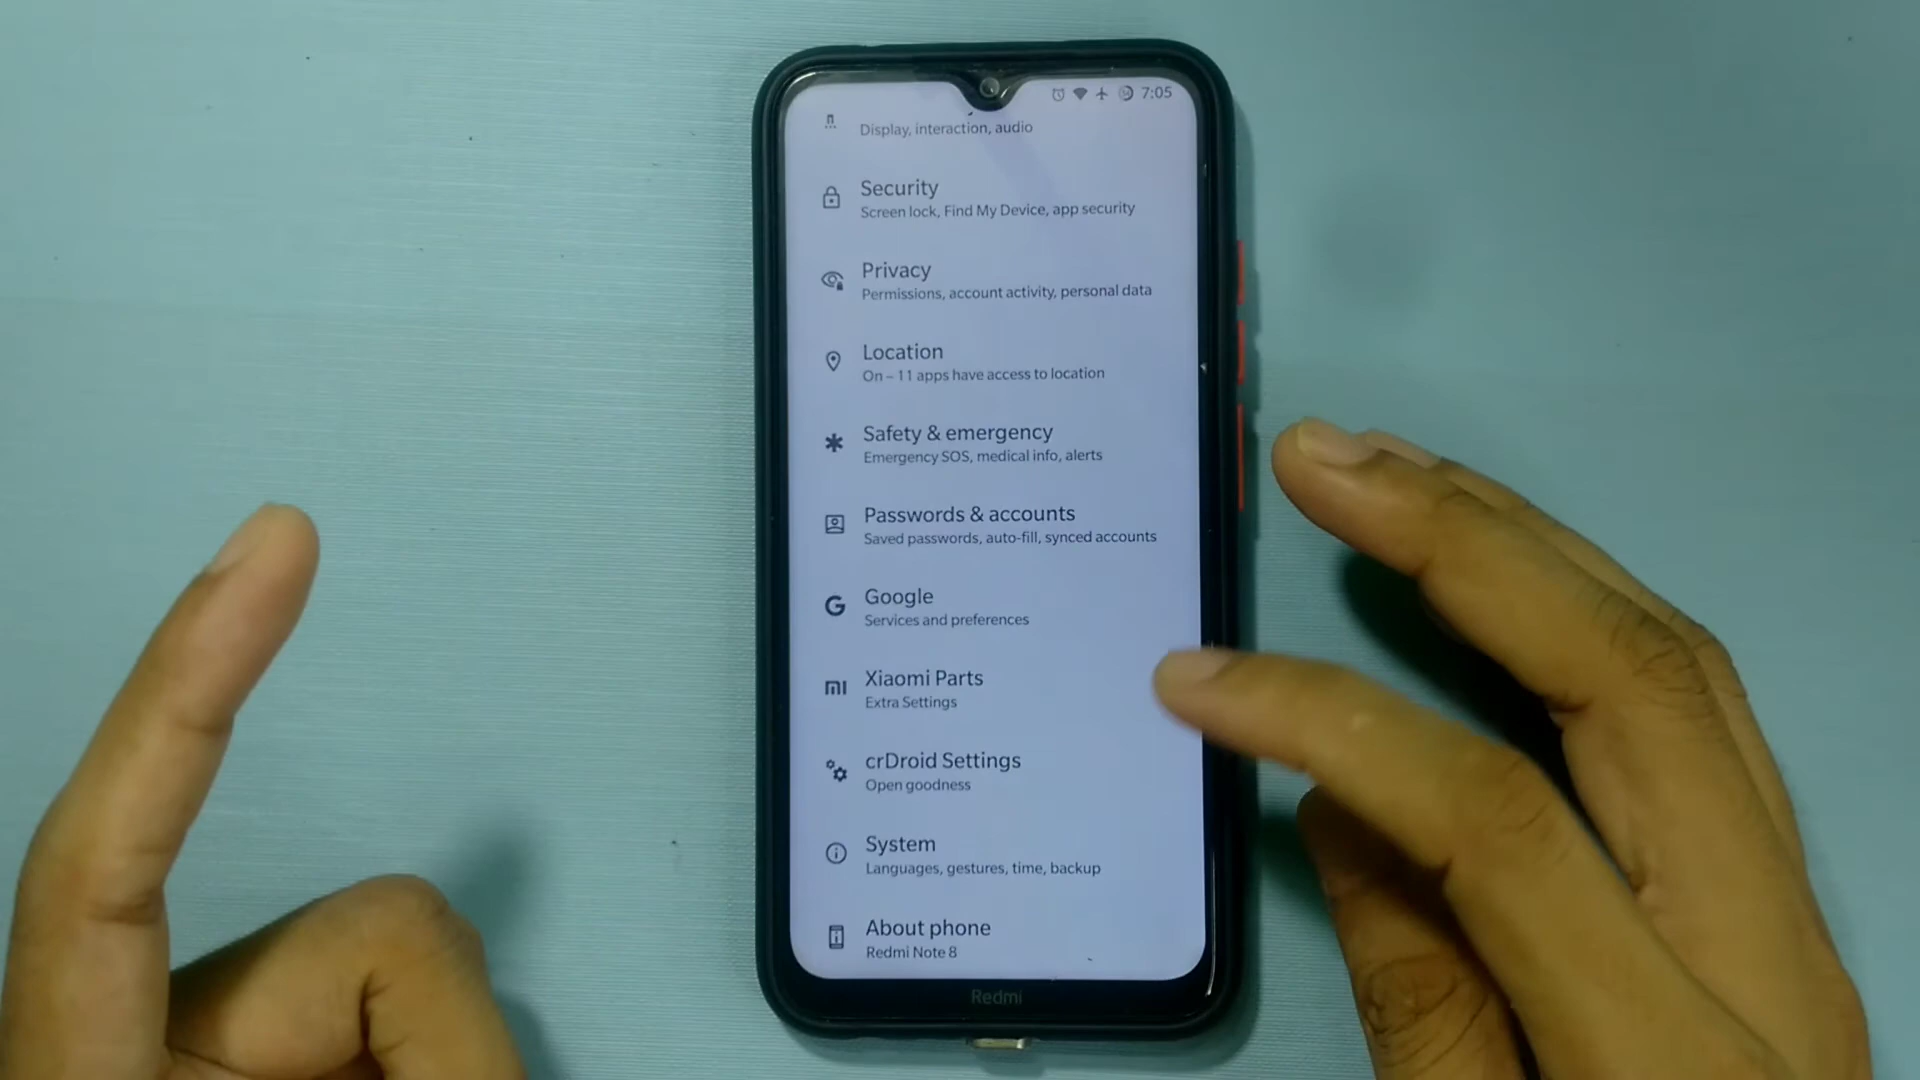 7:05
Display, interaction, audio
Security
Screen lock, Find My Device, app security
Privacy
Permissions, account activity, personal data
Location
On – 11 apps have access to location
Safety & emergency
Emergency SOS, medical info, alerts
Passwords & accounts
Saved passwords, auto-fill, synced accounts
Google
Services and preferences
Xiaomi Parts
Extra Settings
crDroid Settings
Open goodness
System
Languages, gestures, time, backup
About phone
Redmi Note 8
Redmi